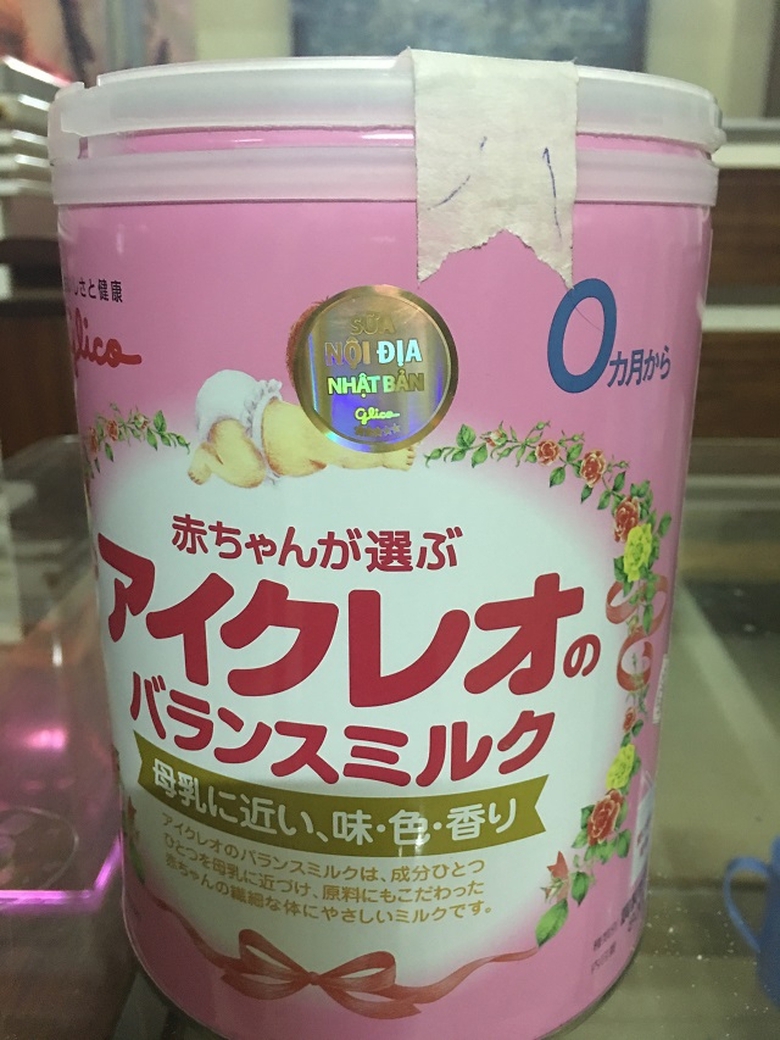 おいしさと健康
glico
SỮA
NỘI ĐỊA
NHẬT BẢN
glico
0カ月から
赤ちゃんが選ぶ
アイクレオの
バランスミルク
母乳に近い、味・色・香り
アイクレオのバランスミルクは、成分ひとつ
ひとつを母乳に近づけ、原料にもこだわった
赤ちゃんの繊細な体にやさしいミルクです。